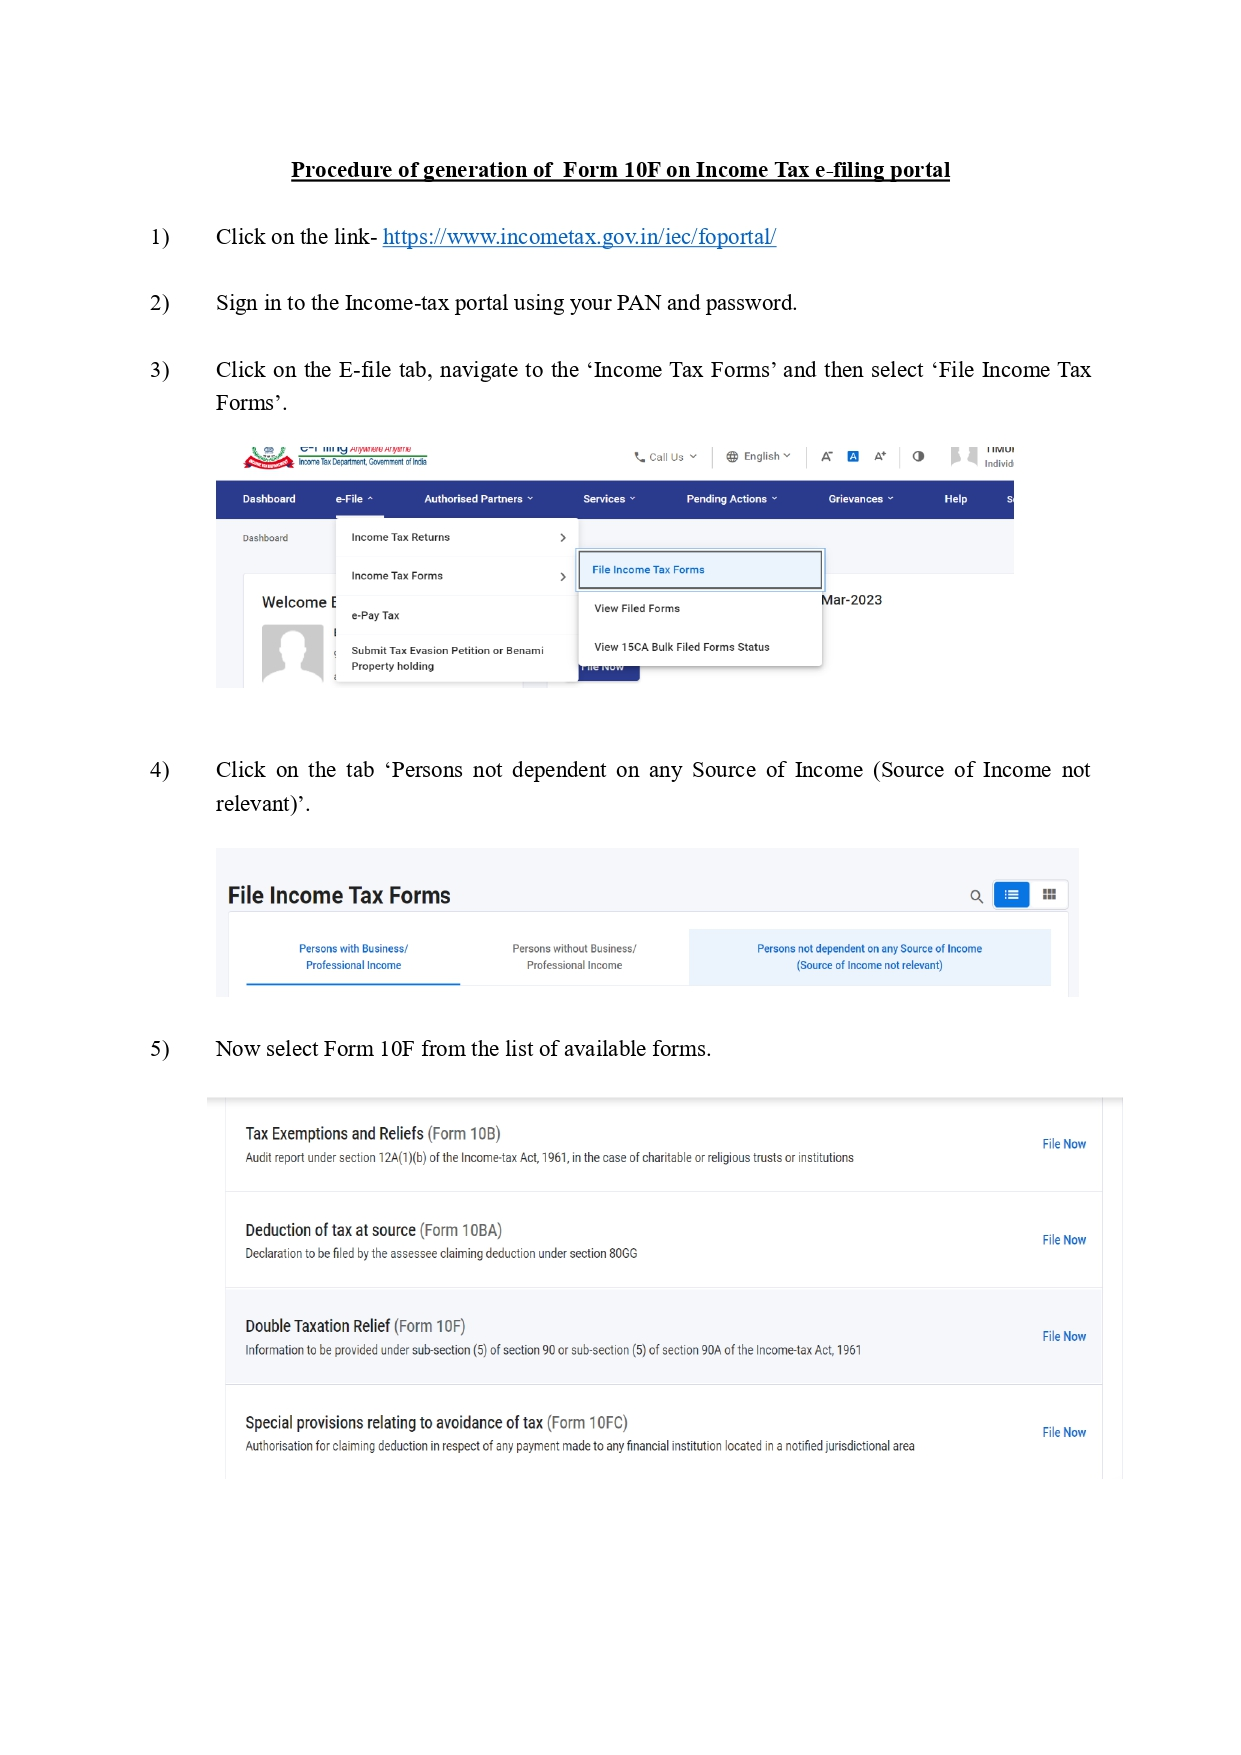 Procedure of generation of Form 10F on Income Tax e-filing portal
1) Click on the link- https://www.incometax.gov.in/iec/foportal/
2) Sign in to the Income-tax portal using your PAN and password.
3) Click on the E-file tab, navigate to the ‘Income Tax Forms’ and then select ‘File Income Tax
Forms’.
e-Filing Anywhere Anytime
Income Tax Department, Government of India
Call Us English A- A A+
Individ
Dashboard e-File Authorised Partners Services Pending Actions Grievances Help
Dashboard
Income Tax Returns
Income Tax Forms
File Income Tax Forms
Welcome
Mar-2023
e-Pay Tax
View Filed Forms
Submit Tax Evasion Petition or Benami
Property holding
View 15CA Bulk Filed Forms Status
File Now
4) Click on the tab ‘Persons not dependent on any Source of Income (Source of Income not
relevant)’.
File Income Tax Forms
Persons with Business/
Professional Income
Persons without Business/
Professional Income
Persons not dependent on any Source of Income
(Source of Income not relevant)
5) Now select Form 10F from the list of available forms.
Tax Exemptions and Reliefs (Form 10B)
File Now
Audit report under section 12A(1)(b) of the Income-tax Act, 1961, in the case of charitable or religious trusts or institutions
Deduction of tax at source (Form 10BA)
File Now
Declaration to be filed by the assessee claiming deduction under section 80GG
Double Taxation Relief (Form 10F)
File Now
Information to be provided under sub-section (5) of section 90 or sub-section (5) of section 90A of the Income-tax Act, 1961
Special provisions relating to avoidance of tax (Form 10FC)
File Now
Authorisation for claiming deduction in respect of any payment made to any financial institution located in a notified jurisdictional area